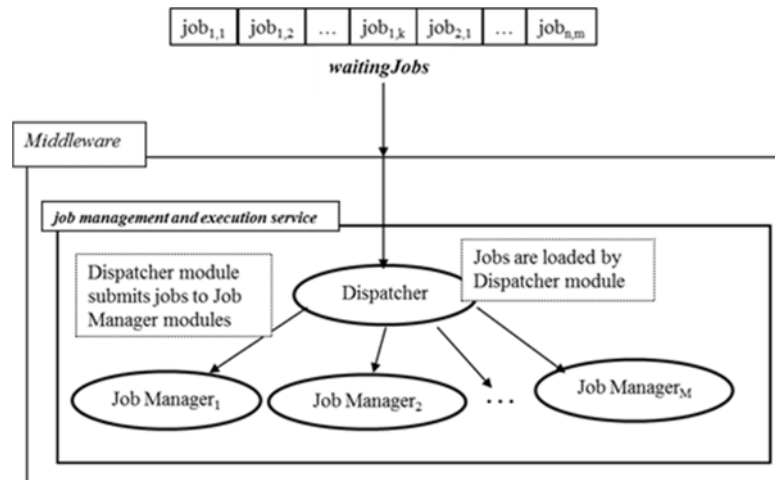 job1,1 job1,2 ... job1,k job2,1 ... jobn,m
waitingJobs
Middleware
job management and execution service
Dispatcher module
submits jobs to Job
Manager modules
Jobs are loaded by
Dispatcher module
Dispatcher
Job Manager1 Job Manager2 ... Job ManagerM